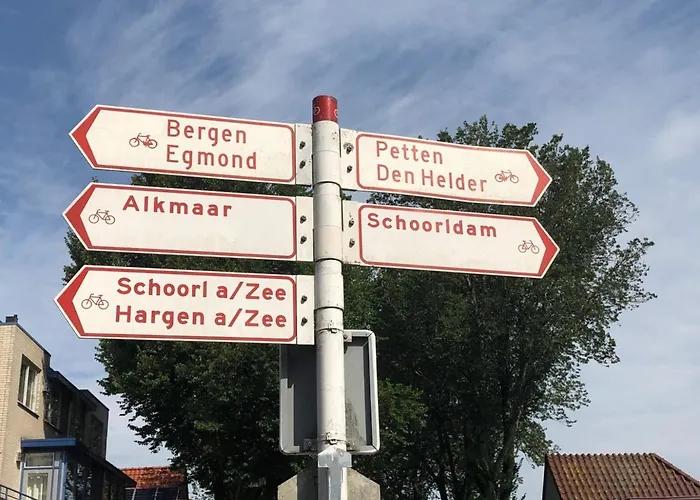 Bergen
Egmond
Alkmaar
Schoorl a/Zee
Hargen a/Zee
Petten
Den Helder
Schoorldam